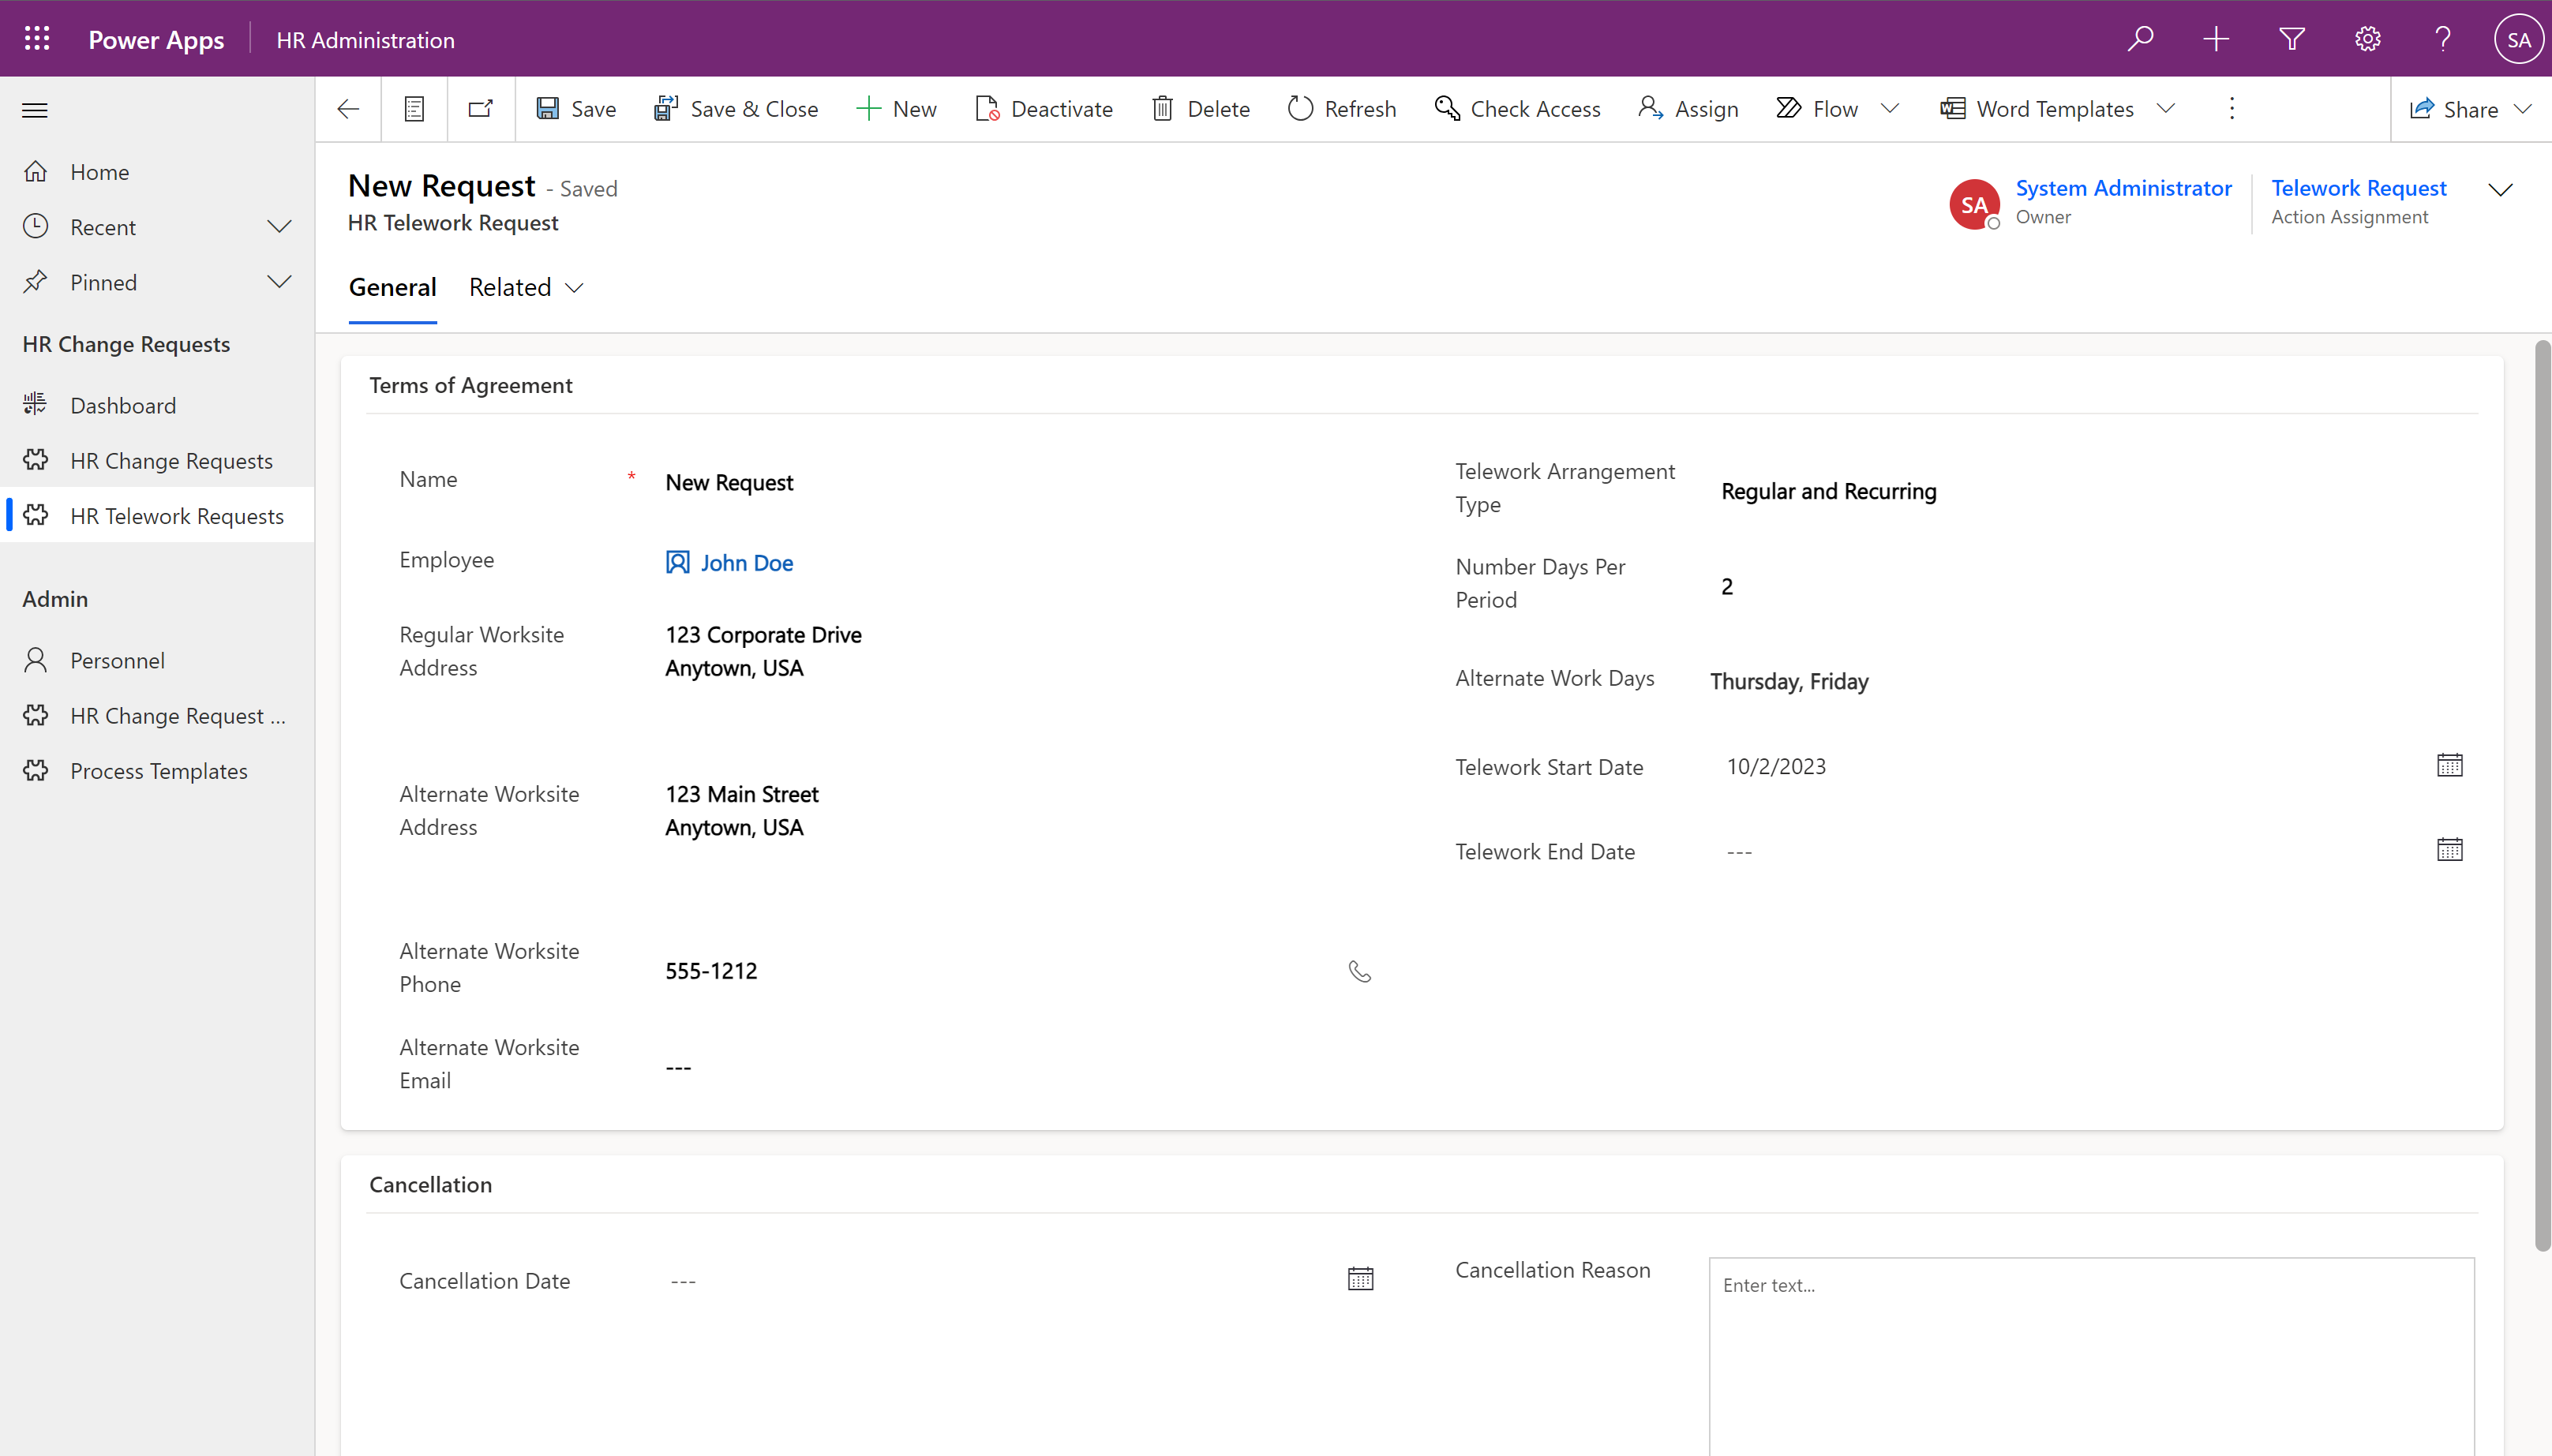 Power Apps
HR Administration
SA
Home
Recent
Pinned
HR Change Requests
Dashboard
HR Change Requests
HR Telework Requests
Admin
Personnel
HR Change Request ...
Process Templates
Save
Save & Close
New
Deactivate
Delete
Refresh
Check Access
Assign
Flow
Word Templates
Share
New Request - Saved
HR Telework Request
SA
System Administrator
Owner
Telework Request
Action Assignment
General
Related
Terms of Agreement
Name *
New Request
Employee
John Doe
Regular Worksite
Address
123 Corporate Drive
Anytown, USA
Alternate Worksite
Address
123 Main Street
Anytown, USA
Alternate Worksite
Phone
555-1212
Alternate Worksite
Email
---
Telework Arrangement
Type
Regular and Recurring
Number Days Per
Period
2
Alternate Work Days
Thursday, Friday
Telework Start Date
10/2/2023
Telework End Date
---
Cancellation
Cancellation Date
---
Cancellation Reason
Enter text...